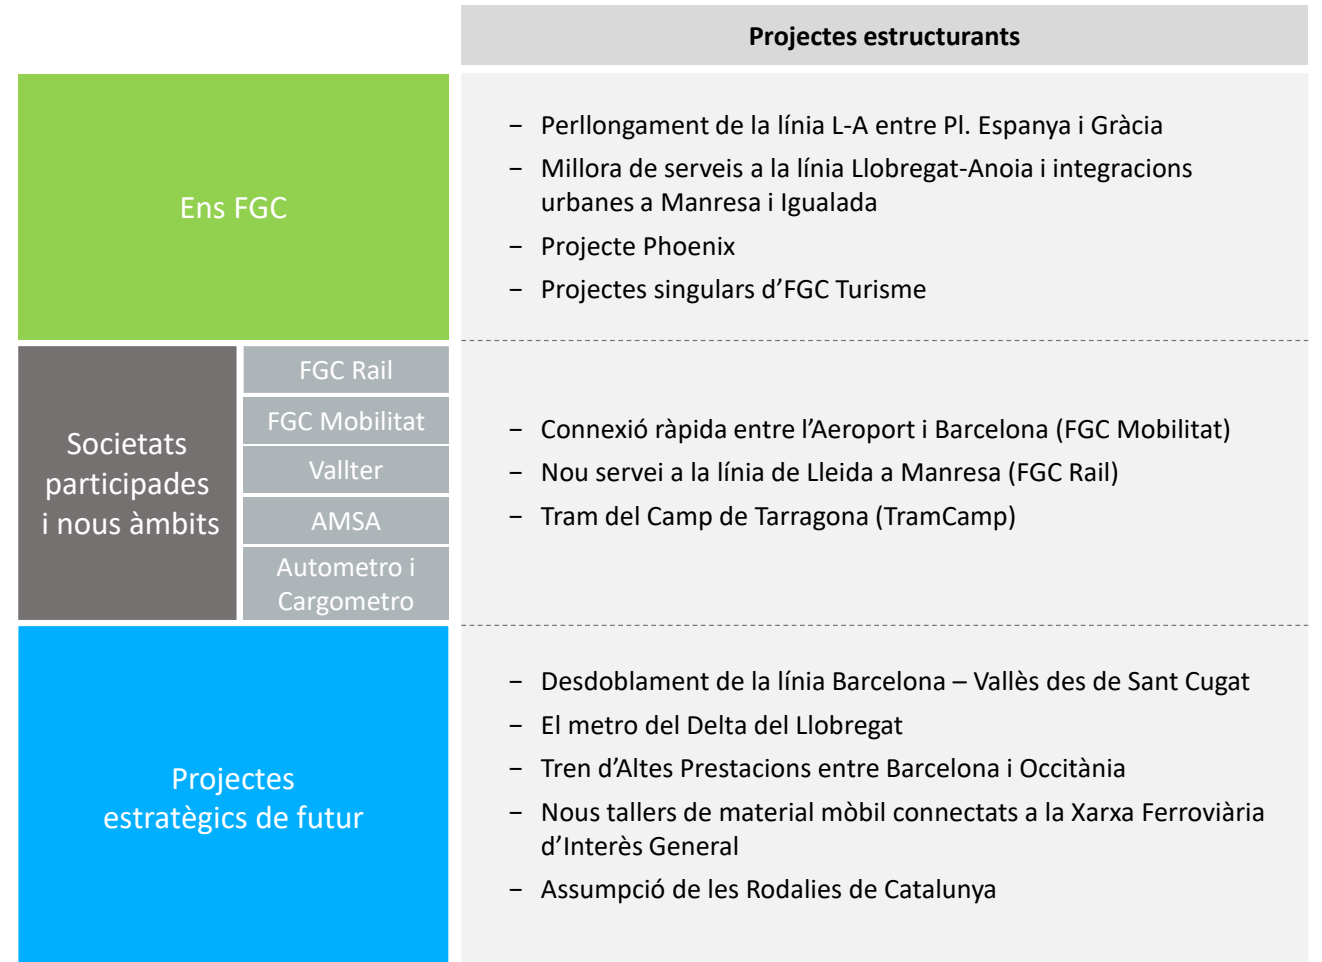 Projectes estructurants
Ens FGC
− Perllongament de la línia L-A entre Pl. Espanya i Gràcia
− Millora de serveis a la línia Llobregat-Anoia i integracions
urbanes a Manresa i Igualada
− Projecte Phoenix
− Projectes singulars d’FGC Turisme
Societats
participades
i nous àmbits
FGC Rail
FGC Mobilitat
Vallter
AMSA
Autometro i
Cargometro
− Connexió ràpida entre l’Aeroport i Barcelona (FGC Mobilitat)
− Nou servei a la línia de Lleida a Manresa (FGC Rail)
− Tram del Camp de Tarragona (TramCamp)
Projectes
estratègics de futur
− Desdoblament de la línia Barcelona – Vallès des de Sant Cugat
− El metro del Delta del Llobregat
− Tren d’Altes Prestacions entre Barcelona i Occitània
− Nous tallers de material mòbil connectats a la Xarxa Ferroviària
d’Interès General
− Assumpció de les Rodalies de Catalunya